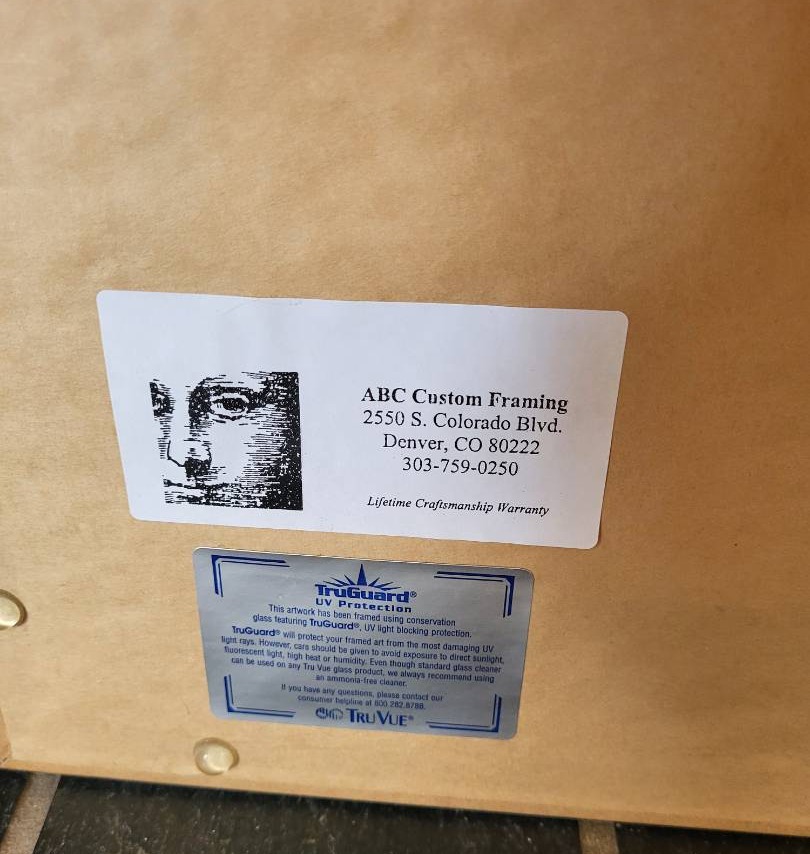 ABC Custom Framing
2550 S. Colorado Blvd.
Denver, CO 80222
303-759-0250
Lifetime Craftsmanship Warranty
TruGuard®
UV Protection
This artwork has been framed using conservation
glass featuring TruGuard®, UV light blocking protection.
TruGuard® will protect your framed art from the most damaging UV
light rays. However, care should be given to avoid exposure to direct sunlight,
fluorescent light, high heat or humidity. Even though standard glass cleaner
can be used on any Tru Vue glass product, we always recommend using
an ammonia-free cleaner.
If you have any questions, please contact our
consumer helpline at 800.282.8788.
TRUVUE®